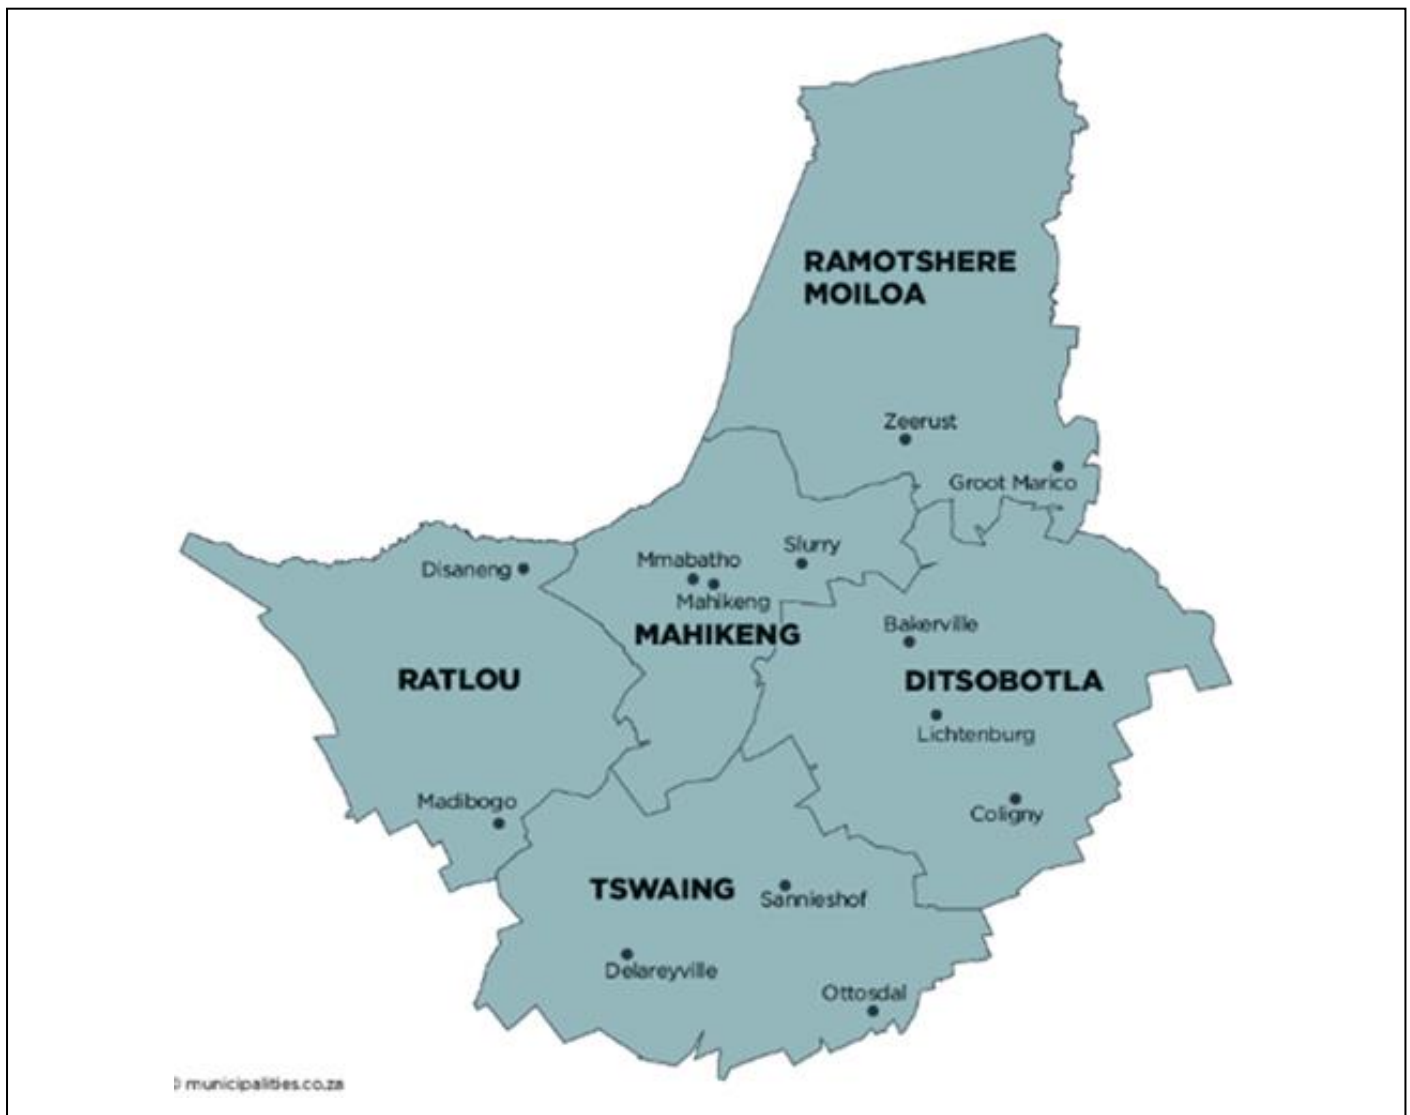 RAMOTSHERE
MOILOA
Zeerust
Groot Marico
Slurry
Mmabatho
Disaneng
Mahikeng
Bakerville
MAHIKENG
RATLOU
DITSOBOTLA
Lichtenburg
Madibogo
Coligny
TSWAING
Sannieshof
Delareyville
Ottosdal
© municipalities.co.za